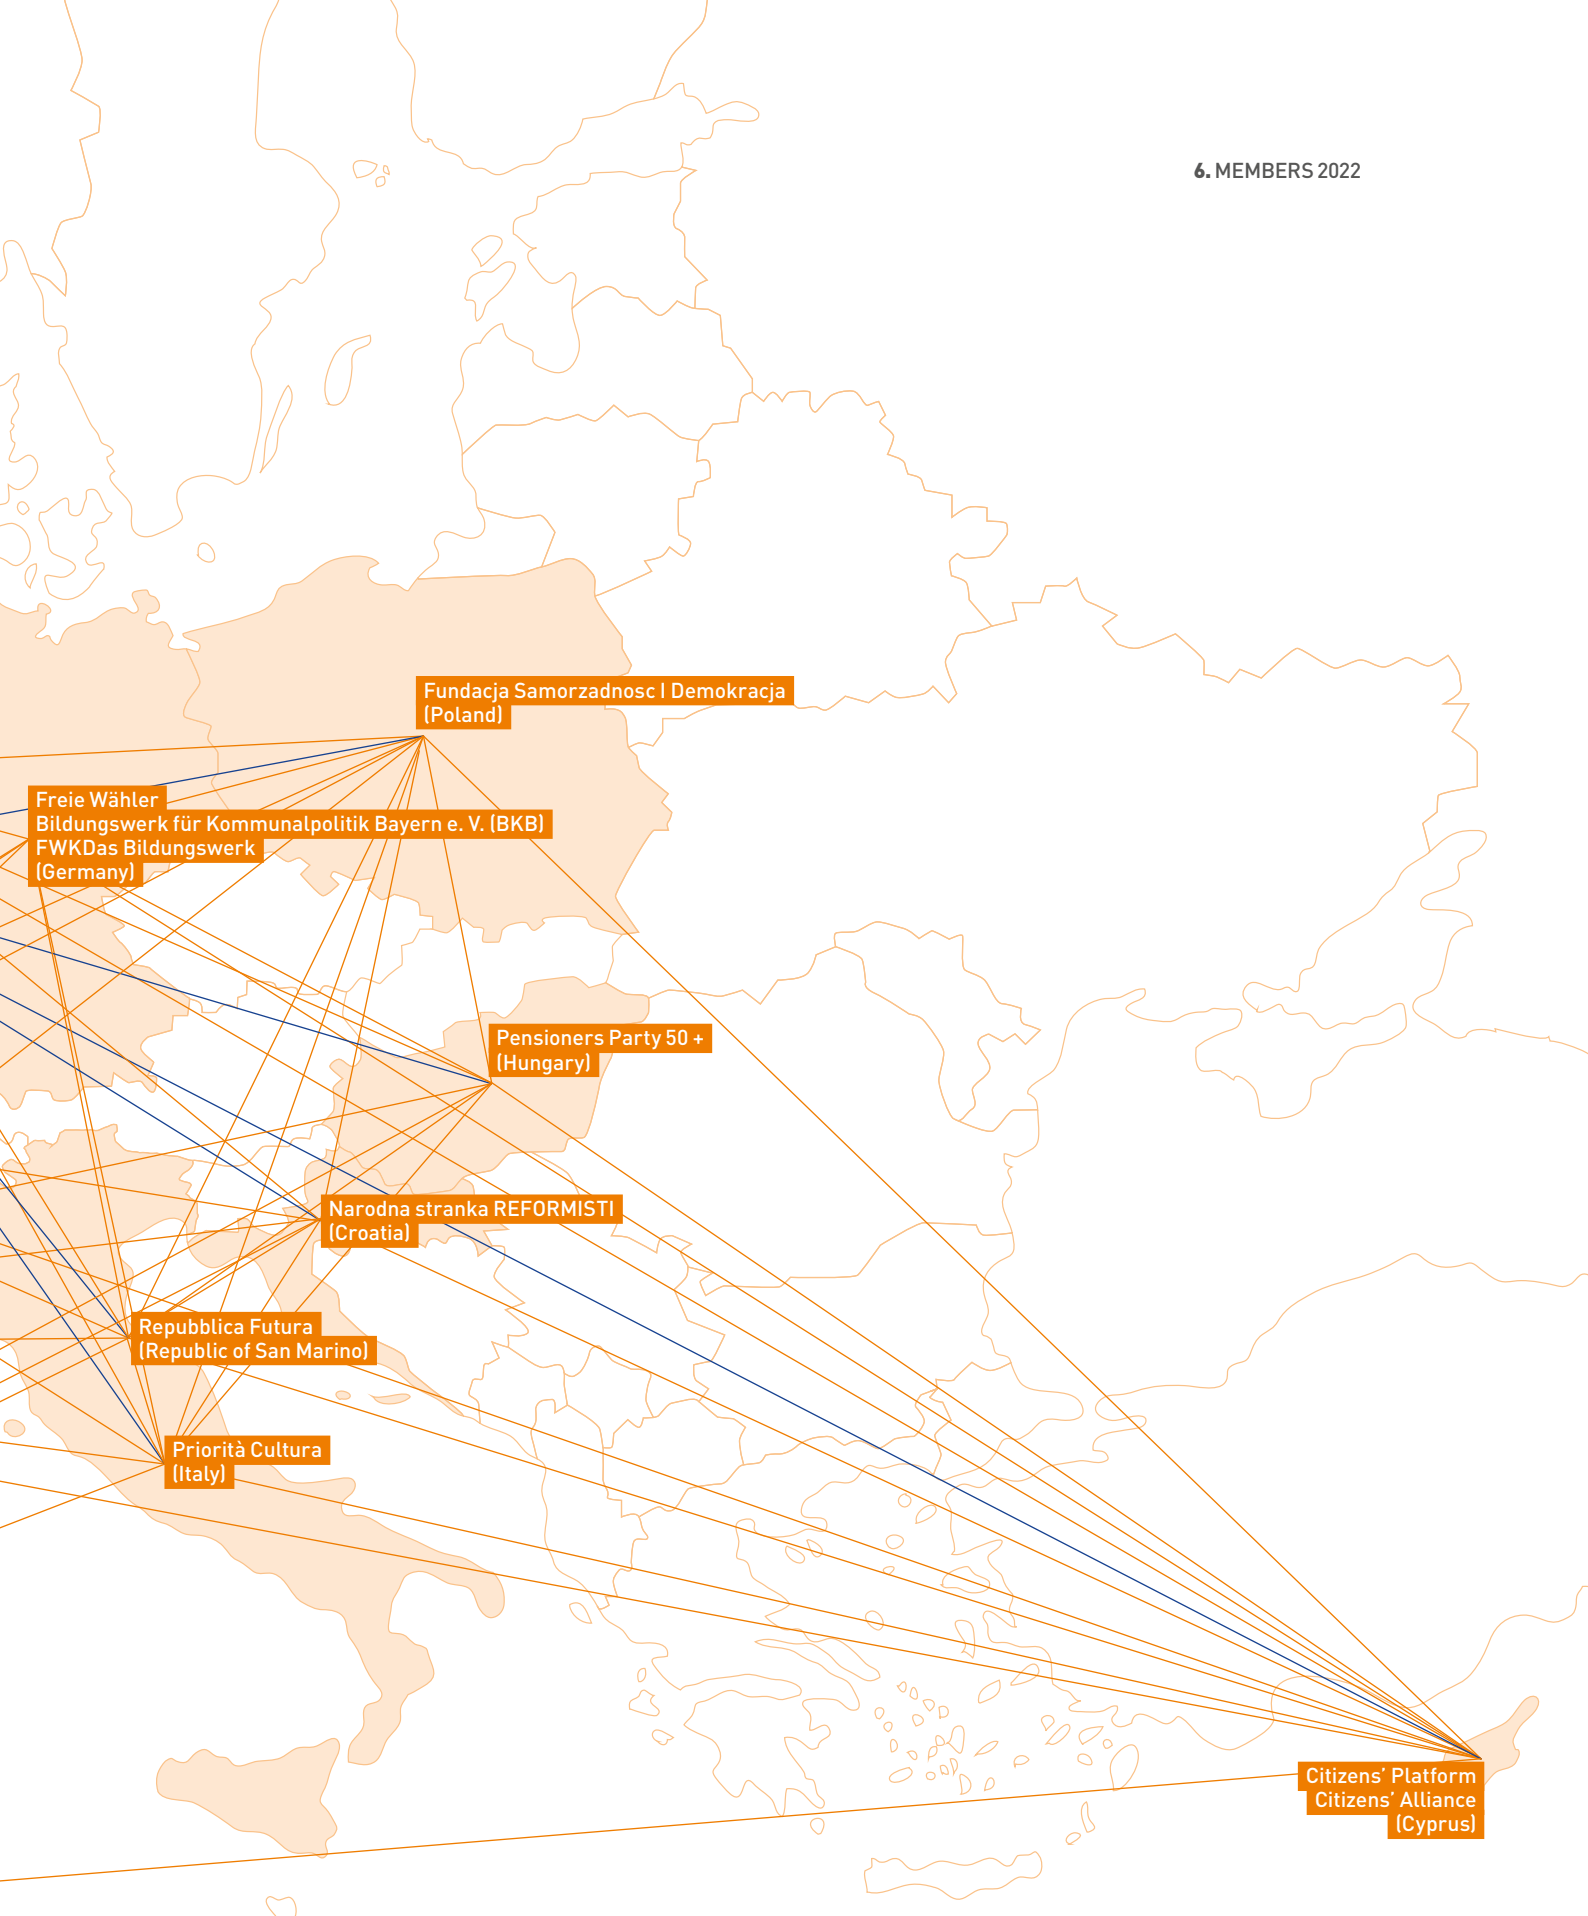 6. MEMBERS 2022
Fundacja Samorzadnosc I Demokracja
(Poland)
Freie Wähler
Bildungswerk für Kommunalpolitik Bayern e. V. (BKB)
FWKDas Bildungswerk
(Germany)
Pensioners Party 50 +
(Hungary)
Narodna stranka REFORMISTI
(Croatia)
Repubblica Futura
(Republic of San Marino)
Priorità Cultura
(Italy)
Citizens’ Platform
Citizens’ Alliance
(Cyprus)